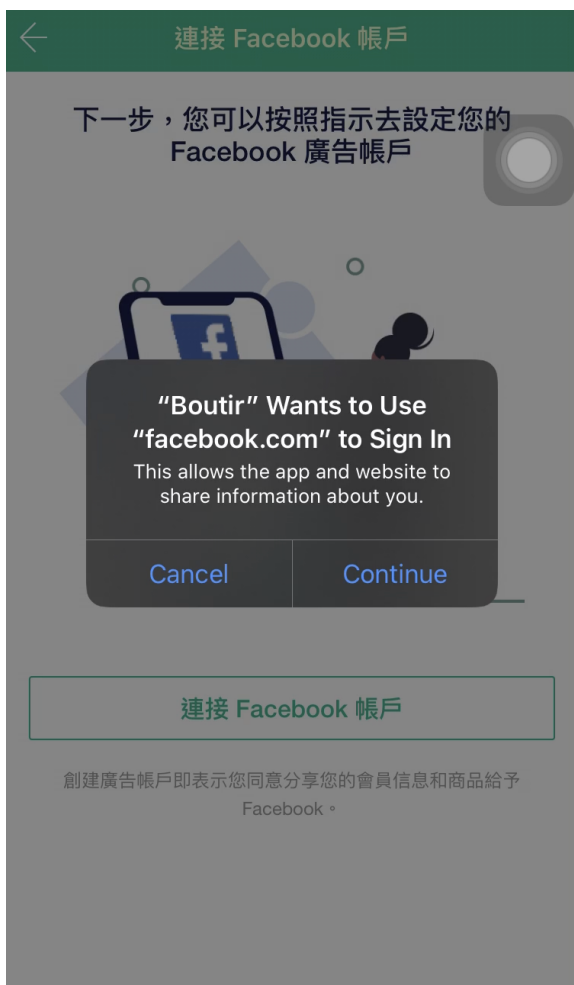 連接 Facebook 帳戶
下一步，您可以按照指示去設定您的
Facebook 廣告帳戶
“Boutir” Wants to Use
“facebook.com” to Sign In
This allows the app and website to
share information about you.
Cancel
Continue
連接 Facebook 帳戶
創建廣告帳戶即表示您同意分享您的會員信息和商品給予
Facebook。